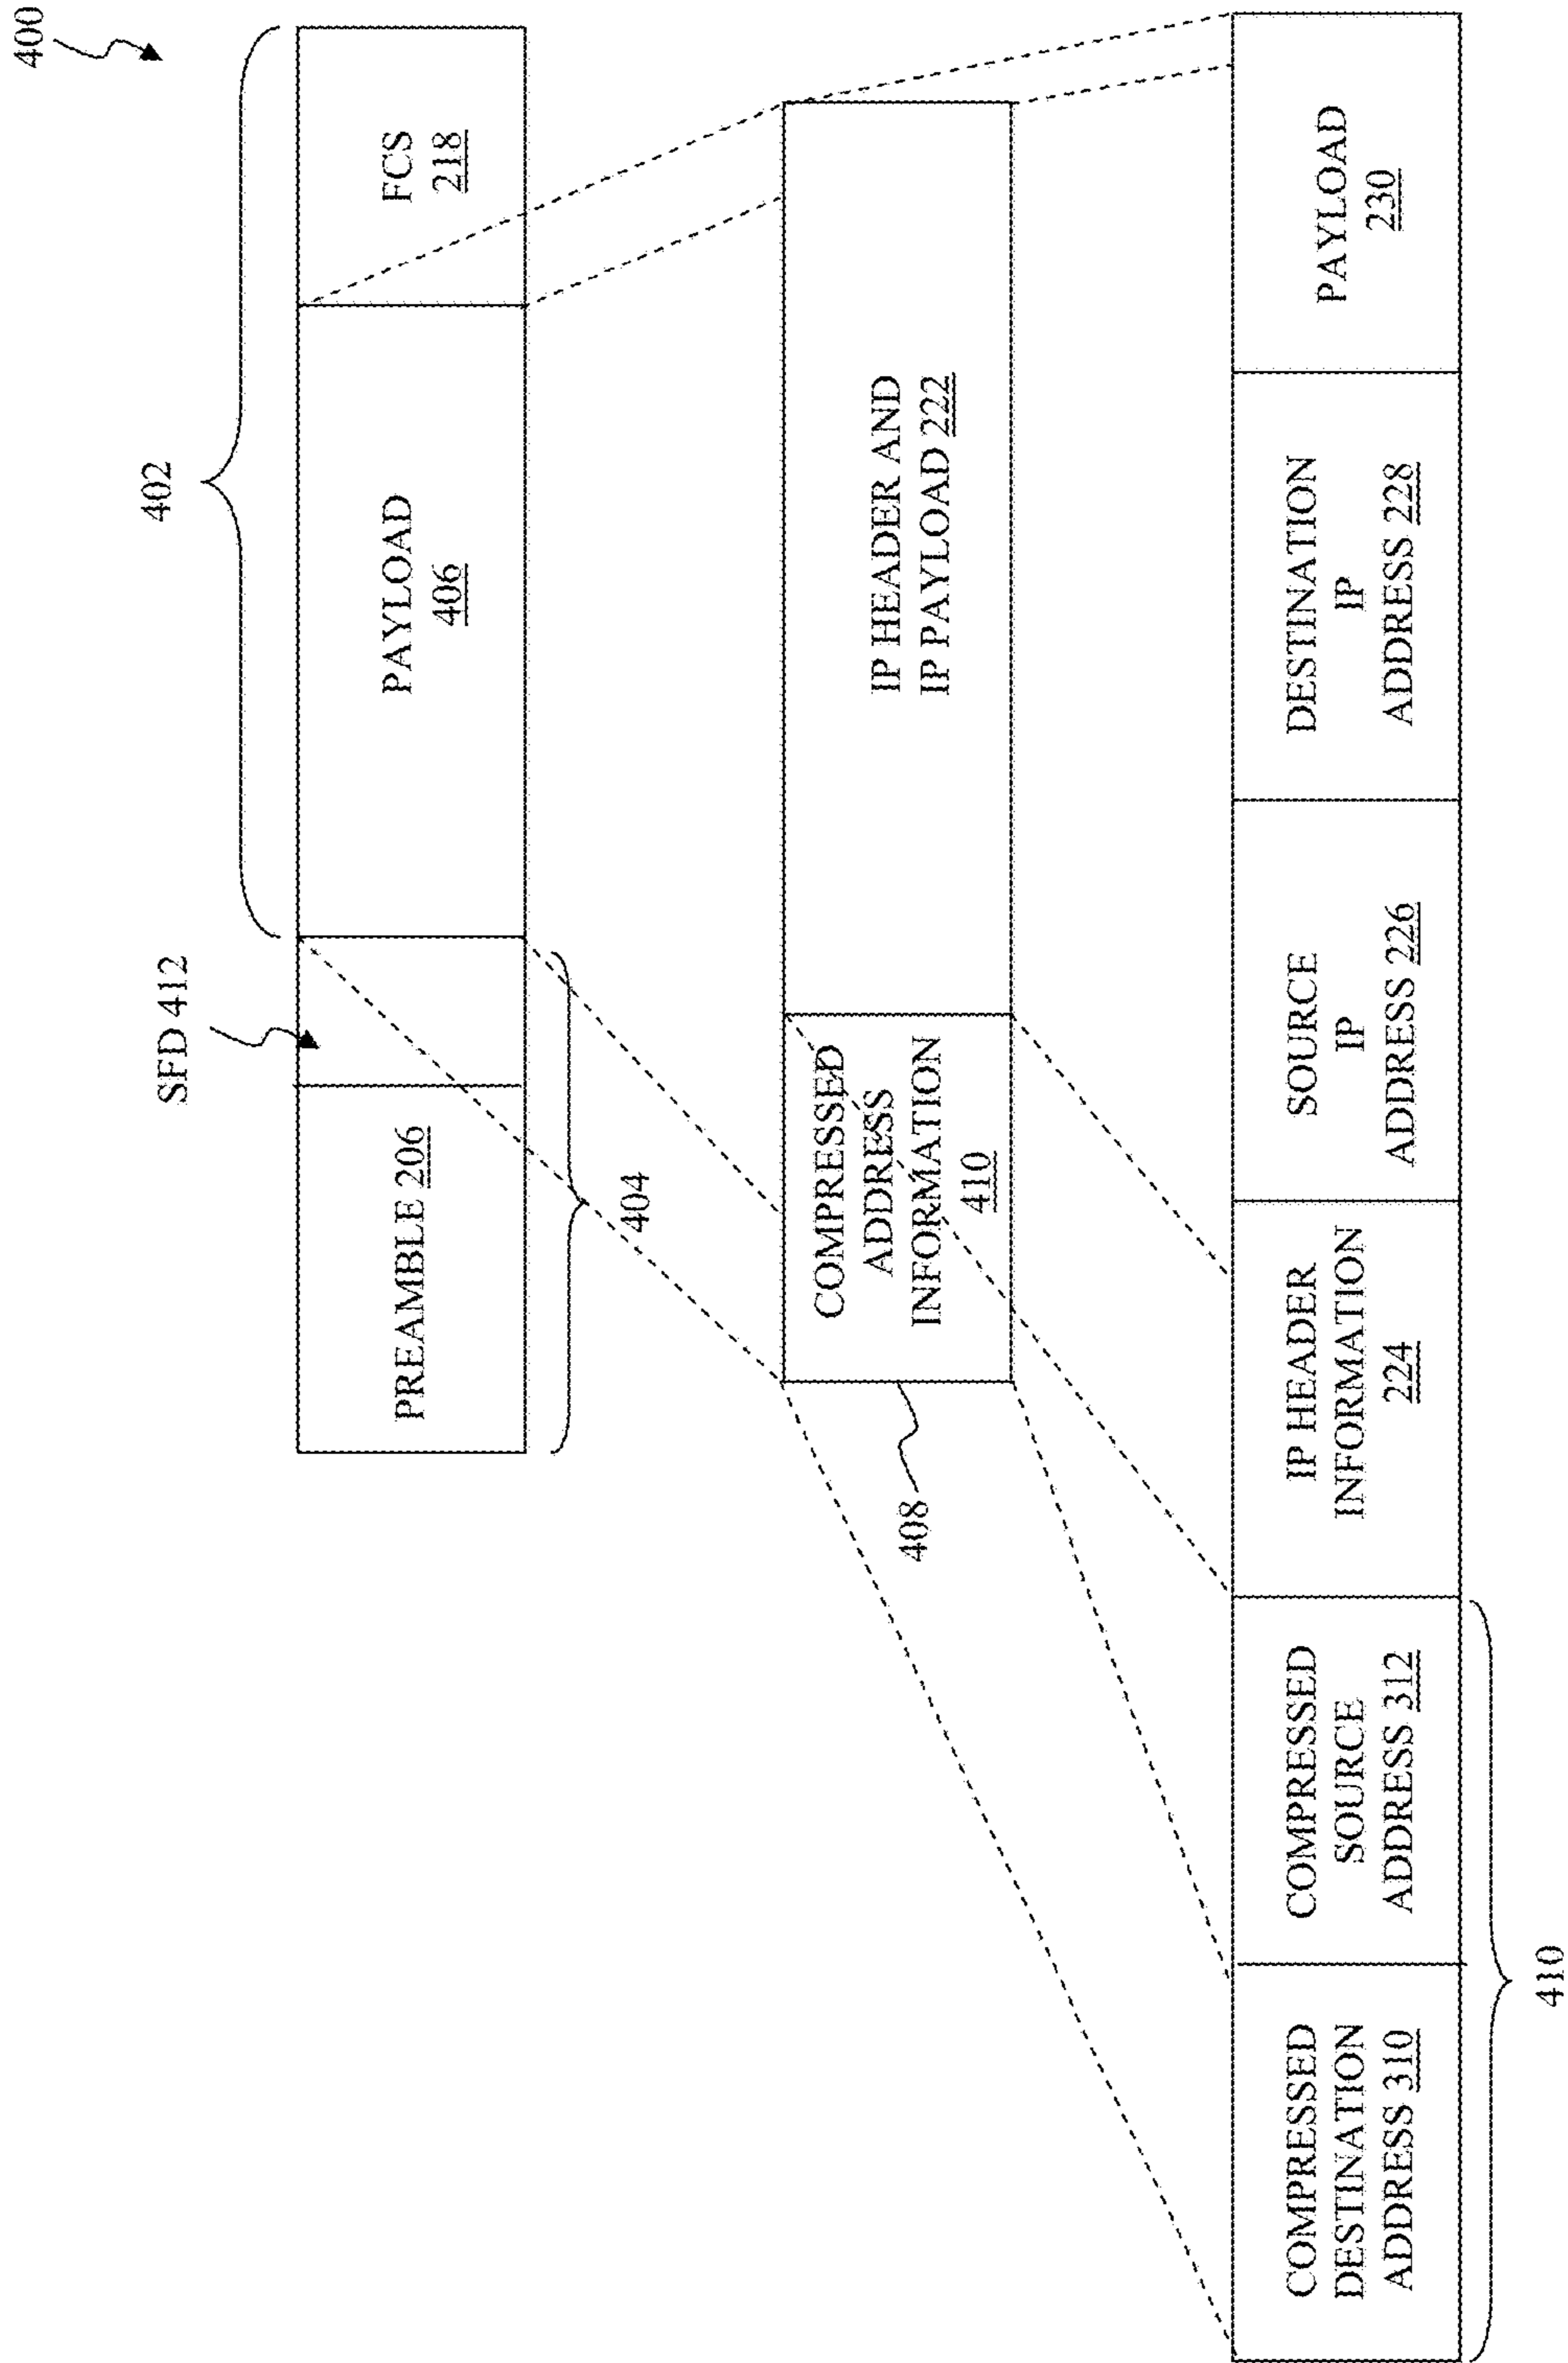 400
402
SFD 412
PREAMBLE 206
PAYLOAD
406
FCS
218
404
COMPRESSED
ADDRESS
INFORMATION
410
IP HEADER AND
IP PAYLOAD 222
408
COMPRESSED
DESTINATION
ADDRESS 310
COMPRESSED
SOURCE
ADDRESS 312
IP HEADER
INFORMATION
224
SOURCE
IP
ADDRESS 226
DESTINATION
IP
ADDRESS 228
PAYLOAD
230
410